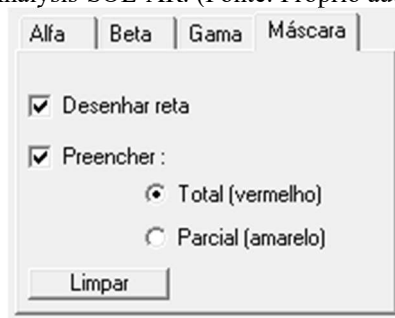 Alfa Beta Gama Máscara
Desenhar reta
Preencher :
Total (vermelho)
Parcial (amarelo)
Limpar